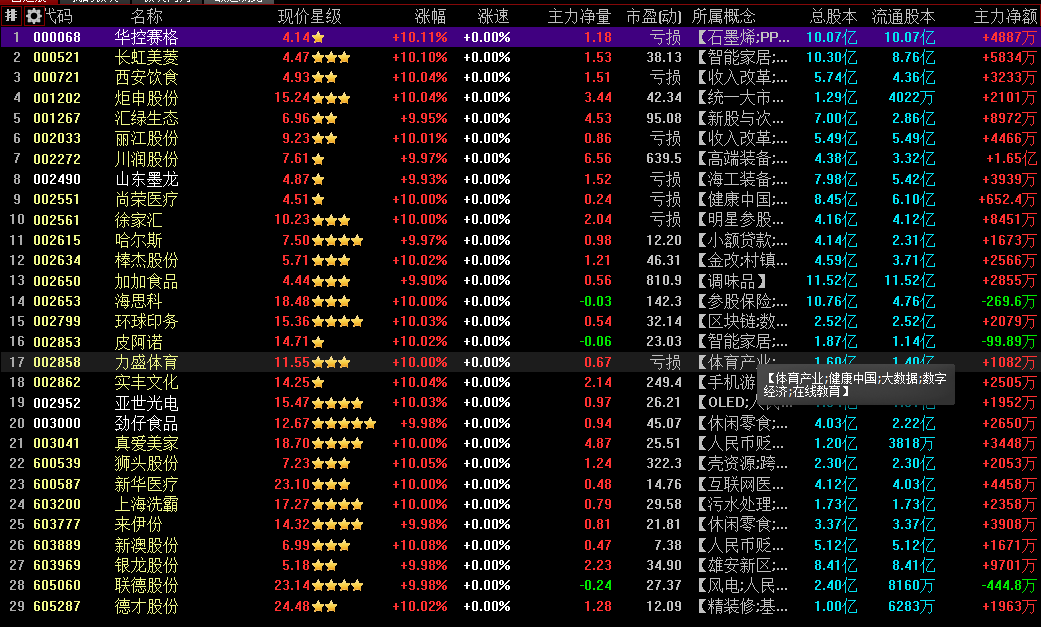 排 代码 名称 现价 星级 涨幅 涨速 主力净量 市盈(动) 所属概念 总股本 流通股本 主力净额
1 000068 华控赛格 4.14 +10.11% +0.00% 1.18 亏损 【石墨烯;PP... 10.07亿 10.07亿 +4887万
2 000521 长虹美菱 4.47 +10.10% +0.00% 1.53 38.13 【智能家居;... 10.30亿 8.76亿 +5834万
3 000721 西安饮食 4.93 +10.04% +0.00% 1.51 亏损 【收入改革;... 5.74亿 4.36亿 +3233万
4 001202 炬申股份 15.24 +10.04% +0.00% 3.44 42.34 【统一大市... 1.29亿 4022万 +2101万
5 001267 汇绿生态 6.96 +9.95% +0.00% 4.53 95.08 【新股与次... 7.00亿 2.86亿 +8972万
6 002033 丽江股份 9.23 +10.01% +0.00% 0.86 亏损 【收入改革;... 5.49亿 5.49亿 +4466万
7 002272 川润股份 7.61 +9.97% +0.00% 6.56 639.5 【高端装备;... 4.38亿 3.32亿 +1.65亿
8 002490 山东墨龙 4.87 +9.93% +0.00% 1.52 亏损 【海工装备;... 7.98亿 5.42亿 +3939万
9 002551 尚荣医疗 4.51 +10.00% +0.00% 0.24 亏损 【健康中国;... 8.45亿 6.10亿 +652.4万
10 002561 徐家汇 10.23 +10.00% +0.00% 2.04 亏损 【明星参股... 4.16亿 4.12亿 +8451万
11 002615 哈尔斯 7.50 +9.97% +0.00% 0.98 12.20 【小额贷款;... 4.14亿 2.31亿 +1673万
12 002634 棒杰股份 5.71 +10.02% +0.00% 1.21 46.31 【金改;村镇... 4.59亿 3.71亿 +2566万
13 002650 加加食品 4.44 +9.90% +0.00% 0.56 810.9 【调味品】 11.52亿 11.52亿 +2855万
14 002653 海思科 18.48 +10.00% +0.00% -0.03 142.3 【参股保险;... 10.76亿 4.76亿 -269.6万
15 002799 环球印务 15.36 +10.03% +0.00% 0.54 32.14 【区块链;数... 2.52亿 2.52亿 +2079万
16 002853 皮阿诺 14.71 +10.02% +0.00% -0.06 23.03 【智能家居;... 1.87亿 1.14亿 -99.89万
17 002858 力盛体育 11.55 +10.00% +0.00% 0.67 亏损 【体育产业;... 1.60亿 1.40亿 +1082万
【体育产业;健康中国;大数据;数字
经济;在线教育】
18 002862 实丰文化 14.25 +10.04% +0.00% 2.14 249.4 【手机游 +2505万
19 002952 亚世光电 15.47 +10.03% +0.00% 0.97 26.21 【OLED;人民 +1952万
20 003000 劲仔食品 12.67 +9.98% +0.00% 0.94 45.07 【休闲零食;... 4.03亿 2.22亿 +2650万
21 003041 真爱美家 18.70 +10.00% +0.00% 4.87 25.51 【人民币贬... 1.20亿 3818万 +3448万
22 600539 狮头股份 7.23 +10.05% +0.00% 1.24 322.3 【壳资源;跨... 2.30亿 2.30亿 +2053万
23 600587 新华医疗 23.10 +10.00% +0.00% 0.48 14.76 【互联网医... 4.12亿 4.03亿 +4458万
24 603200 上海洗霸 17.27 +10.00% +0.00% 0.79 29.58 【污水处理;... 1.73亿 1.73亿 +2358万
25 603777 来伊份 14.32 +9.98% +0.00% 0.81 21.81 【休闲零食;... 3.37亿 3.37亿 +3908万
26 603889 新澳股份 6.99 +10.08% +0.00% 0.47 7.38 【人民币贬... 5.12亿 5.12亿 +1671万
27 603969 银龙股份 5.18 +9.98% +0.00% 2.23 34.90 【雄安新区;... 8.41亿 8.41亿 +9701万
28 605060 联德股份 23.14 +9.98% +0.00% -0.24 27.37 【风电;人民... 2.40亿 8160万 -444.8万
29 605287 德才股份 24.48 +10.02% +0.00% 1.28 12.09 【精装修;基... 1.00亿 6283万 +1963万